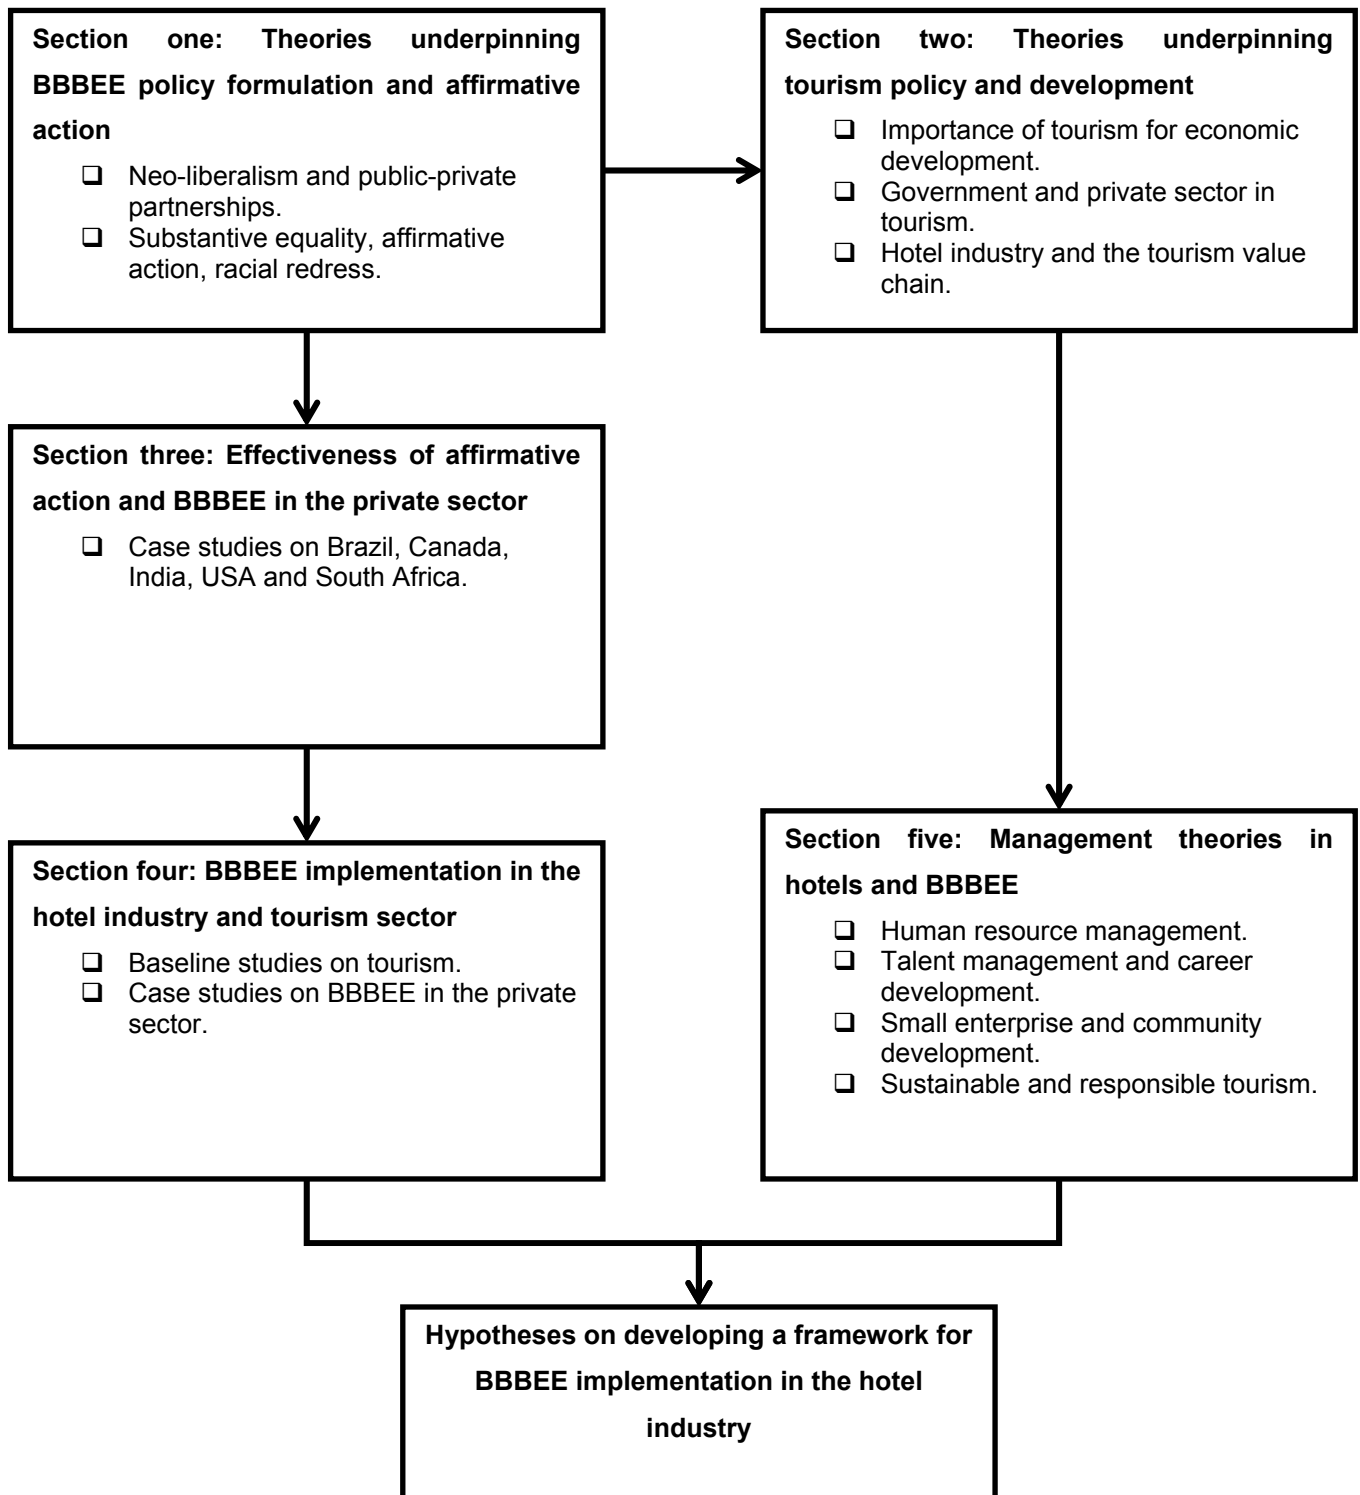 Section one: Theories underpinning
BBBEE policy formulation and affirmative
action
❑ Neo-liberalism and public-private
partnerships.
❑ Substantive equality, affirmative
action, racial redress.
Section two: Theories underpinning
tourism policy and development
❑ Importance of tourism for economic
development.
❑ Government and private sector in
tourism.
❑ Hotel industry and the tourism value
chain.
Section three: Effectiveness of affirmative
action and BBBEE in the private sector
❑ Case studies on Brazil, Canada,
India, USA and South Africa.
Section four: BBBEE implementation in the
hotel industry and tourism sector
❑ Baseline studies on tourism.
❑ Case studies on BBBEE in the private
sector.
Section five: Management theories in
hotels and BBBEE
❑ Human resource management.
❑ Talent management and career
development.
❑ Small enterprise and community
development.
❑ Sustainable and responsible tourism.
Hypotheses on developing a framework for
BBBEE implementation in the hotel
industry